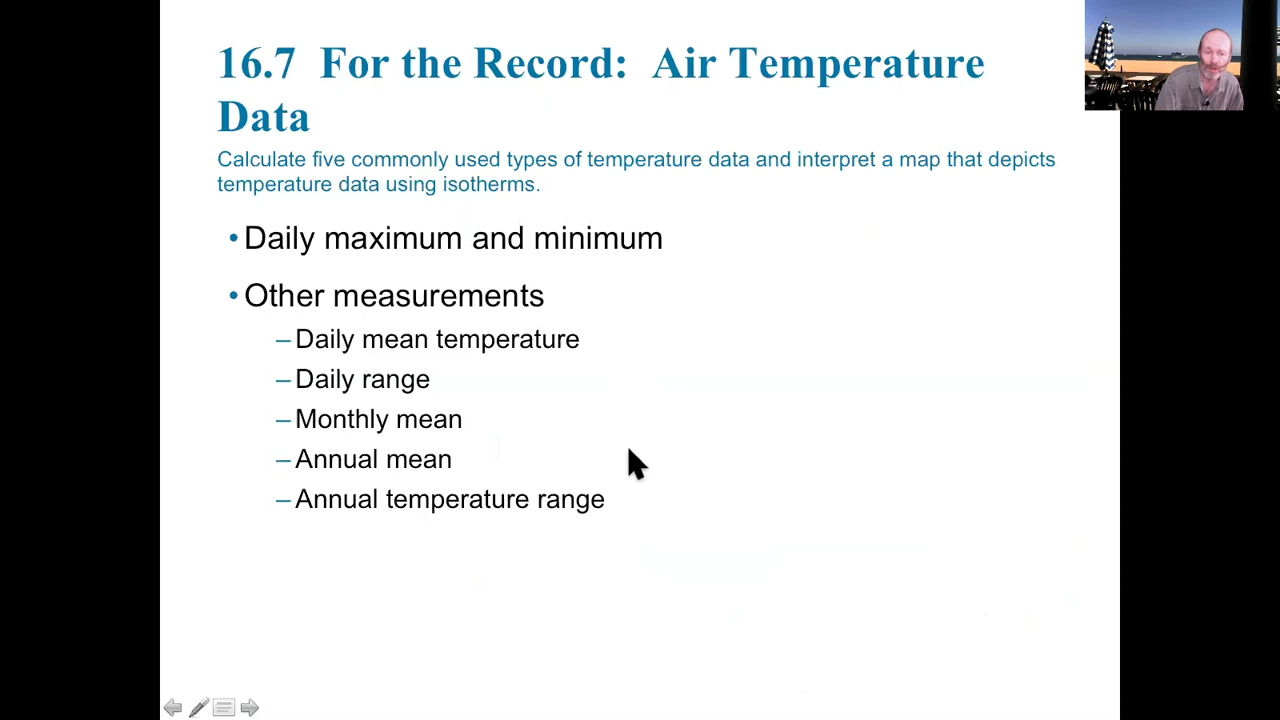 16.7  For the Record:  Air Temperature
Data
Calculate five commonly used types of temperature data and interpret a map that depicts
temperature data using isotherms.
•Daily maximum and minimum
•Other measurements
–Daily mean temperature
–Daily range
–Monthly mean
–Annual mean
–Annual temperature range